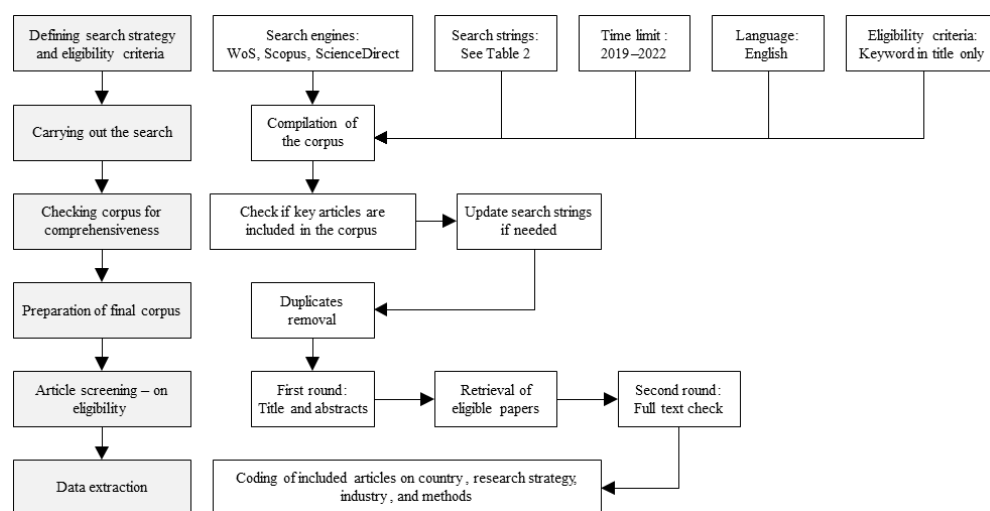 Defining search strategy
and eligibility criteria
Search engines:
WoS, Scopus, ScienceDirect
Search strings:
See Table 2
Time limit :
2019–2022
Language:
English
Eligibility criteria:
Keyword in title only
Carrying out the search
Compilation of
the corpus
Checking corpus for
comprehensiveness
Check if key articles are
included in the corpus
Update search strings
if needed
Preparation of final corpus
Duplicates
removal
Article screening – on
eligibility
First round:
Title and abstracts
Retrieval of
eligible papers
Second round:
Full text check
Data extraction
Coding of included articles on country, research strategy,
industry, and methods